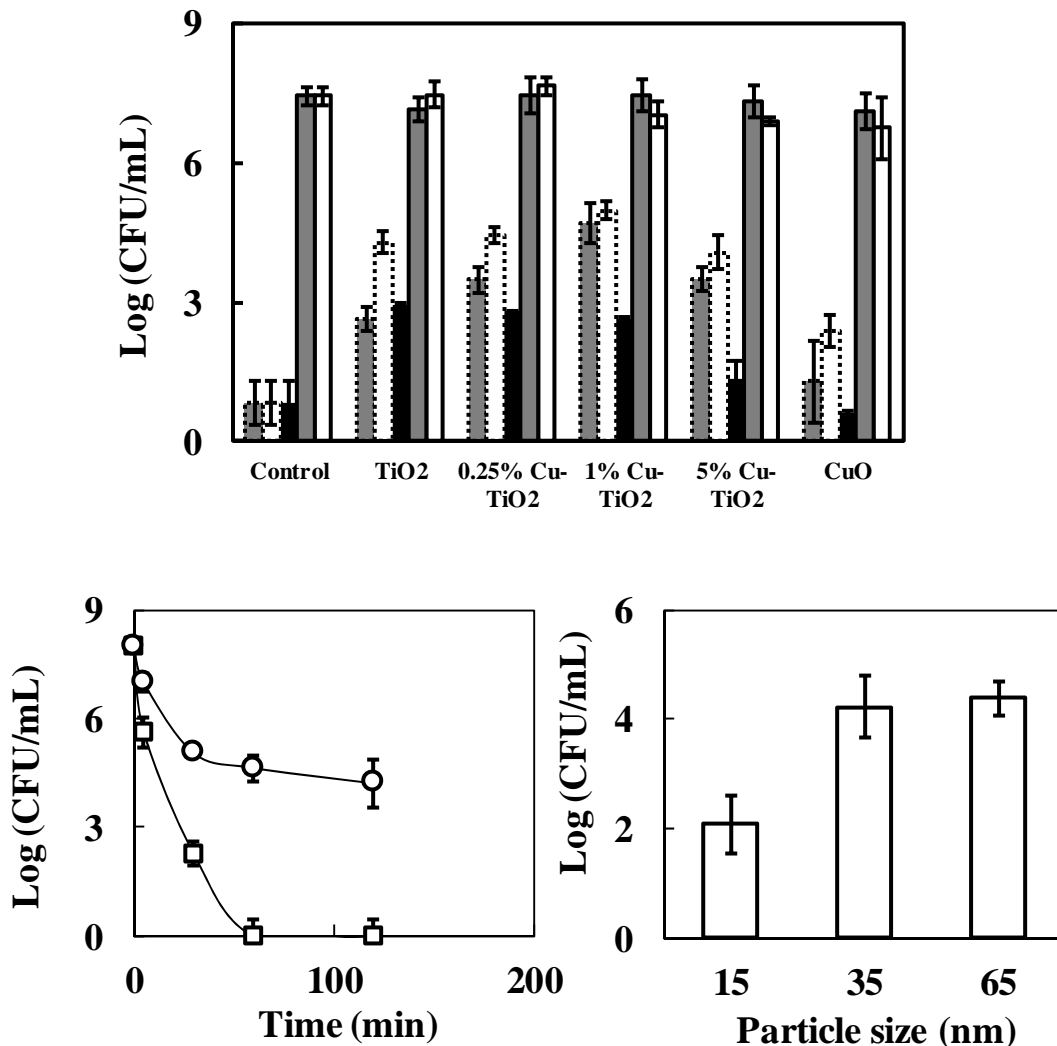 9
6
3
0
Log (CFU/mL)
Control
TiO2
0.25% Cu-
TiO2
1% Cu-
TiO2
5% Cu-
TiO2
CuO
9
6
3
0
Log (CFU/mL)
0
100
200
Time (min)
6
4
2
0
Log (CFU/mL)
15
35
65
Particle size (nm)